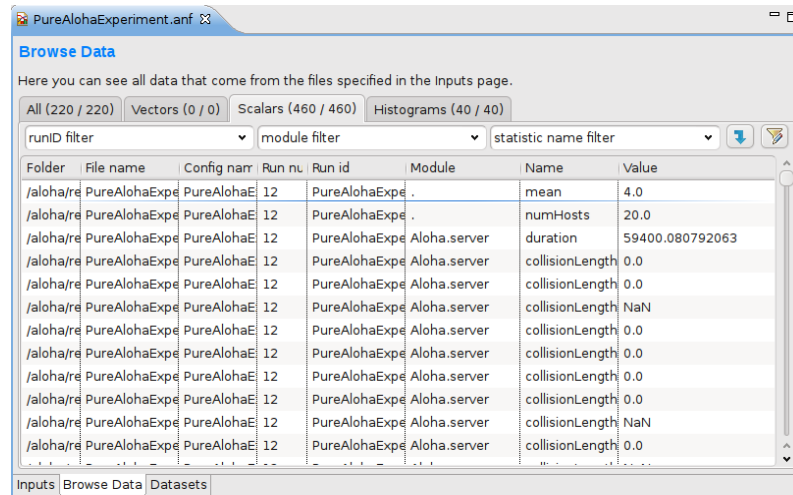 PureAlohaExperiment.anf
Browse Data
Here you can see all data that come from the files specified in the Inputs page.
All (220 / 220) Vectors (0 / 0) Scalars (460 / 460) Histograms (40 / 40)
runID filter module filter statistic name filter
Folder File name Config nam Run nu Run id Module Name Value
/aloha/re PureAlohaExpe PureAlohaE 12 PureAlohaExpe . mean 4.0
/aloha/re PureAlohaExpe PureAlohaE 12 PureAlohaExpe . numHosts 20.0
/aloha/re PureAlohaExpe PureAlohaE 12 PureAlohaExpe Aloha.server duration 59400.080792063
/aloha/re PureAlohaExpe PureAlohaE 12 PureAlohaExpe Aloha.server collisionLength 0.0
/aloha/re PureAlohaExpe PureAlohaE 12 PureAlohaExpe Aloha.server collisionLength 0.0
/aloha/re PureAlohaExpe PureAlohaE 12 PureAlohaExpe Aloha.server collisionLength NaN
/aloha/re PureAlohaExpe PureAlohaE 12 PureAlohaExpe Aloha.server collisionLength 0.0
/aloha/re PureAlohaExpe PureAlohaE 12 PureAlohaExpe Aloha.server collisionLength 0.0
/aloha/re PureAlohaExpe PureAlohaE 12 PureAlohaExpe Aloha.server collisionLength 0.0
/aloha/re PureAlohaExpe PureAlohaE 12 PureAlohaExpe Aloha.server collisionLength 0.0
/aloha/re PureAlohaExpe PureAlohaE 12 PureAlohaExpe Aloha.server collisionLength NaN
/aloha/re PureAlohaExpe PureAlohaE 12 PureAlohaExpe Aloha.server collisionLength 0.0
Inputs Browse Data Datasets